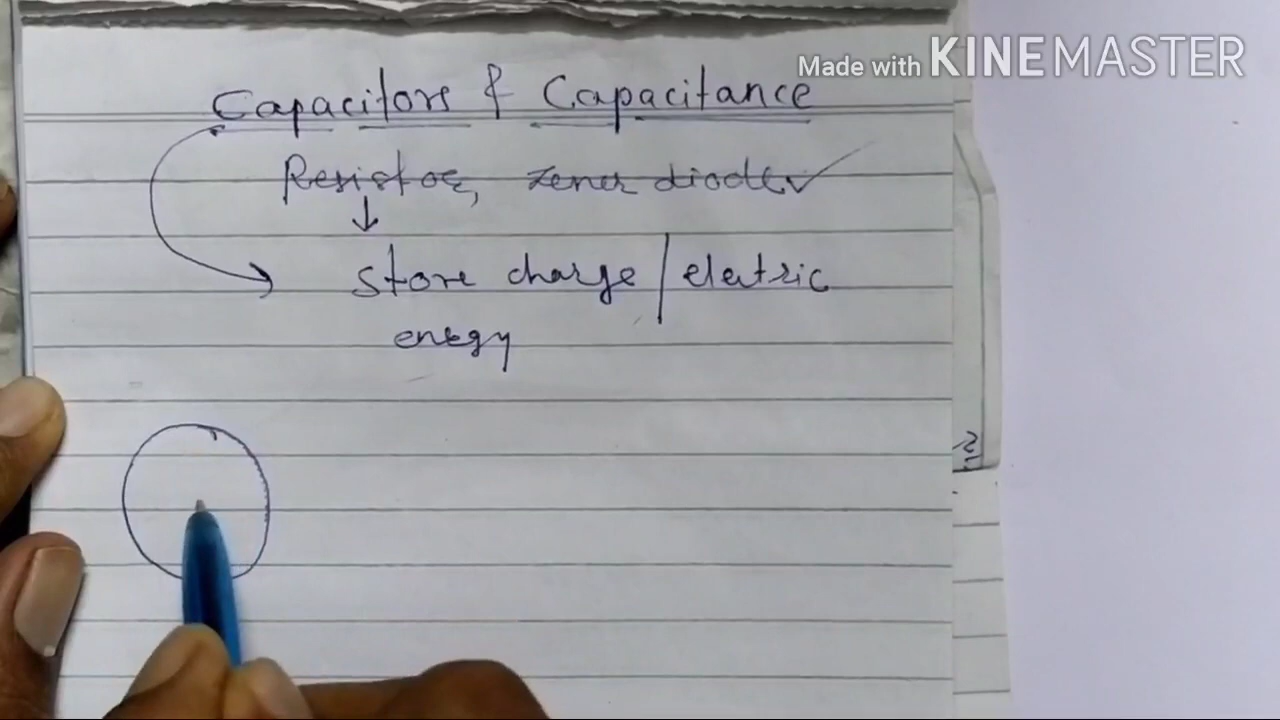 Made with KINEMASTER
Capacitors & Capacitance
Resistor, Zener diode
Store charge / eletric
energy